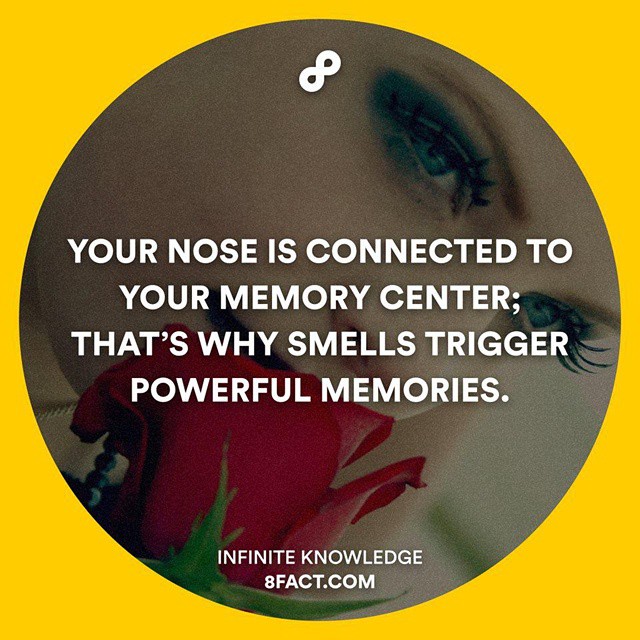 YOUR NOSE IS CONNECTED TO
YOUR MEMORY CENTER;
THAT'S WHY SMELLS TRIGGER
POWERFUL MEMORIES.
INFINITE KNOWLEDGE
8FACT.COM